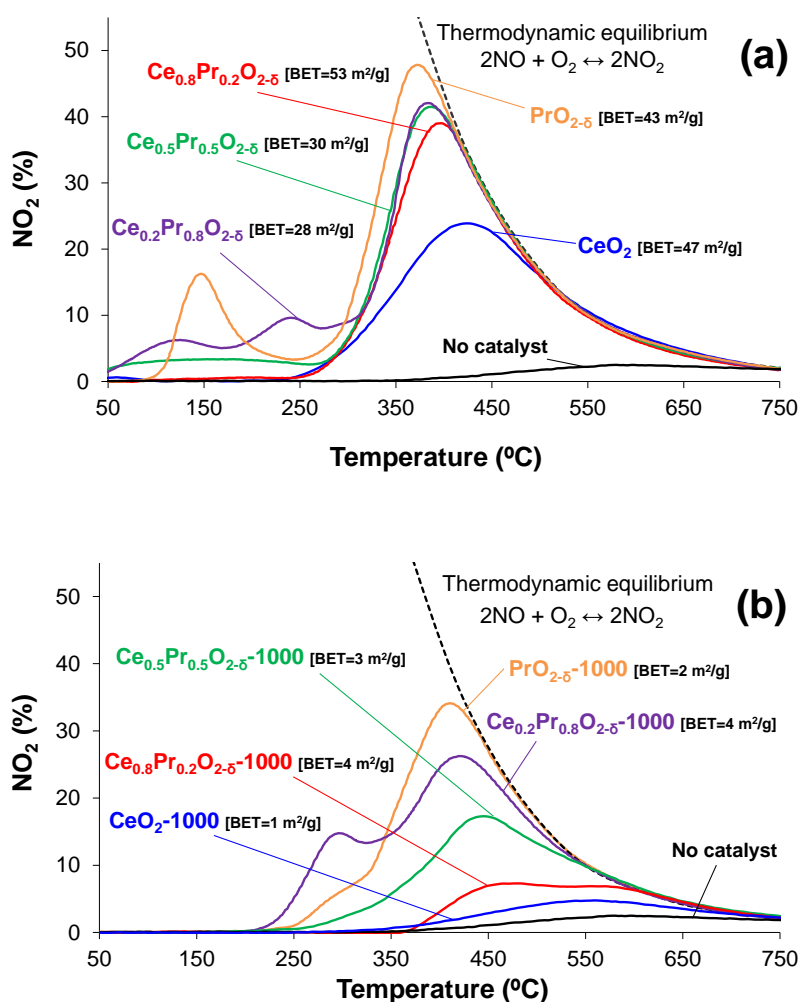 Thermodynamic equilibrium
2NO + O₂ ↔ 2NO₂
(a)
Ce₀.₈Pr₀.₂O₂₋δ [BET=53 m²/g]
PrO₂₋δ [BET=43 m²/g]
Ce₀.₅Pr₀.₅O₂₋δ
[BET=30 m²/g]
Ce₀.₂Pr₀.₈O₂₋δ [BET=28 m²/g]
CeO₂
[BET=47 m²/g]
No catalyst
NO₂ (%)
50
40
30
20
10
0
50 150 250 350 450 550 650 750
Temperature (ºC)
Thermodynamic equilibrium
2NO + O₂ ↔ 2NO₂
(b)
Ce₀.₅Pr₀.₅O₂₋δ-1000 [BET=3 m²/g]
PrO₂₋δ-1000 [BET=2 m²/g]
Ce₀.₂Pr₀.₈O₂₋δ-1000
[BET=4 m²/g]
Ce₀.₈Pr₀.₂O₂₋δ-1000 [BET=4 m²/g]
CeO₂-1000 [BET=1 m²/g]
No catalyst
NO₂ (%)
50
40
30
20
10
0
50 150 250 350 450 550 650 750
Temperature (ºC)